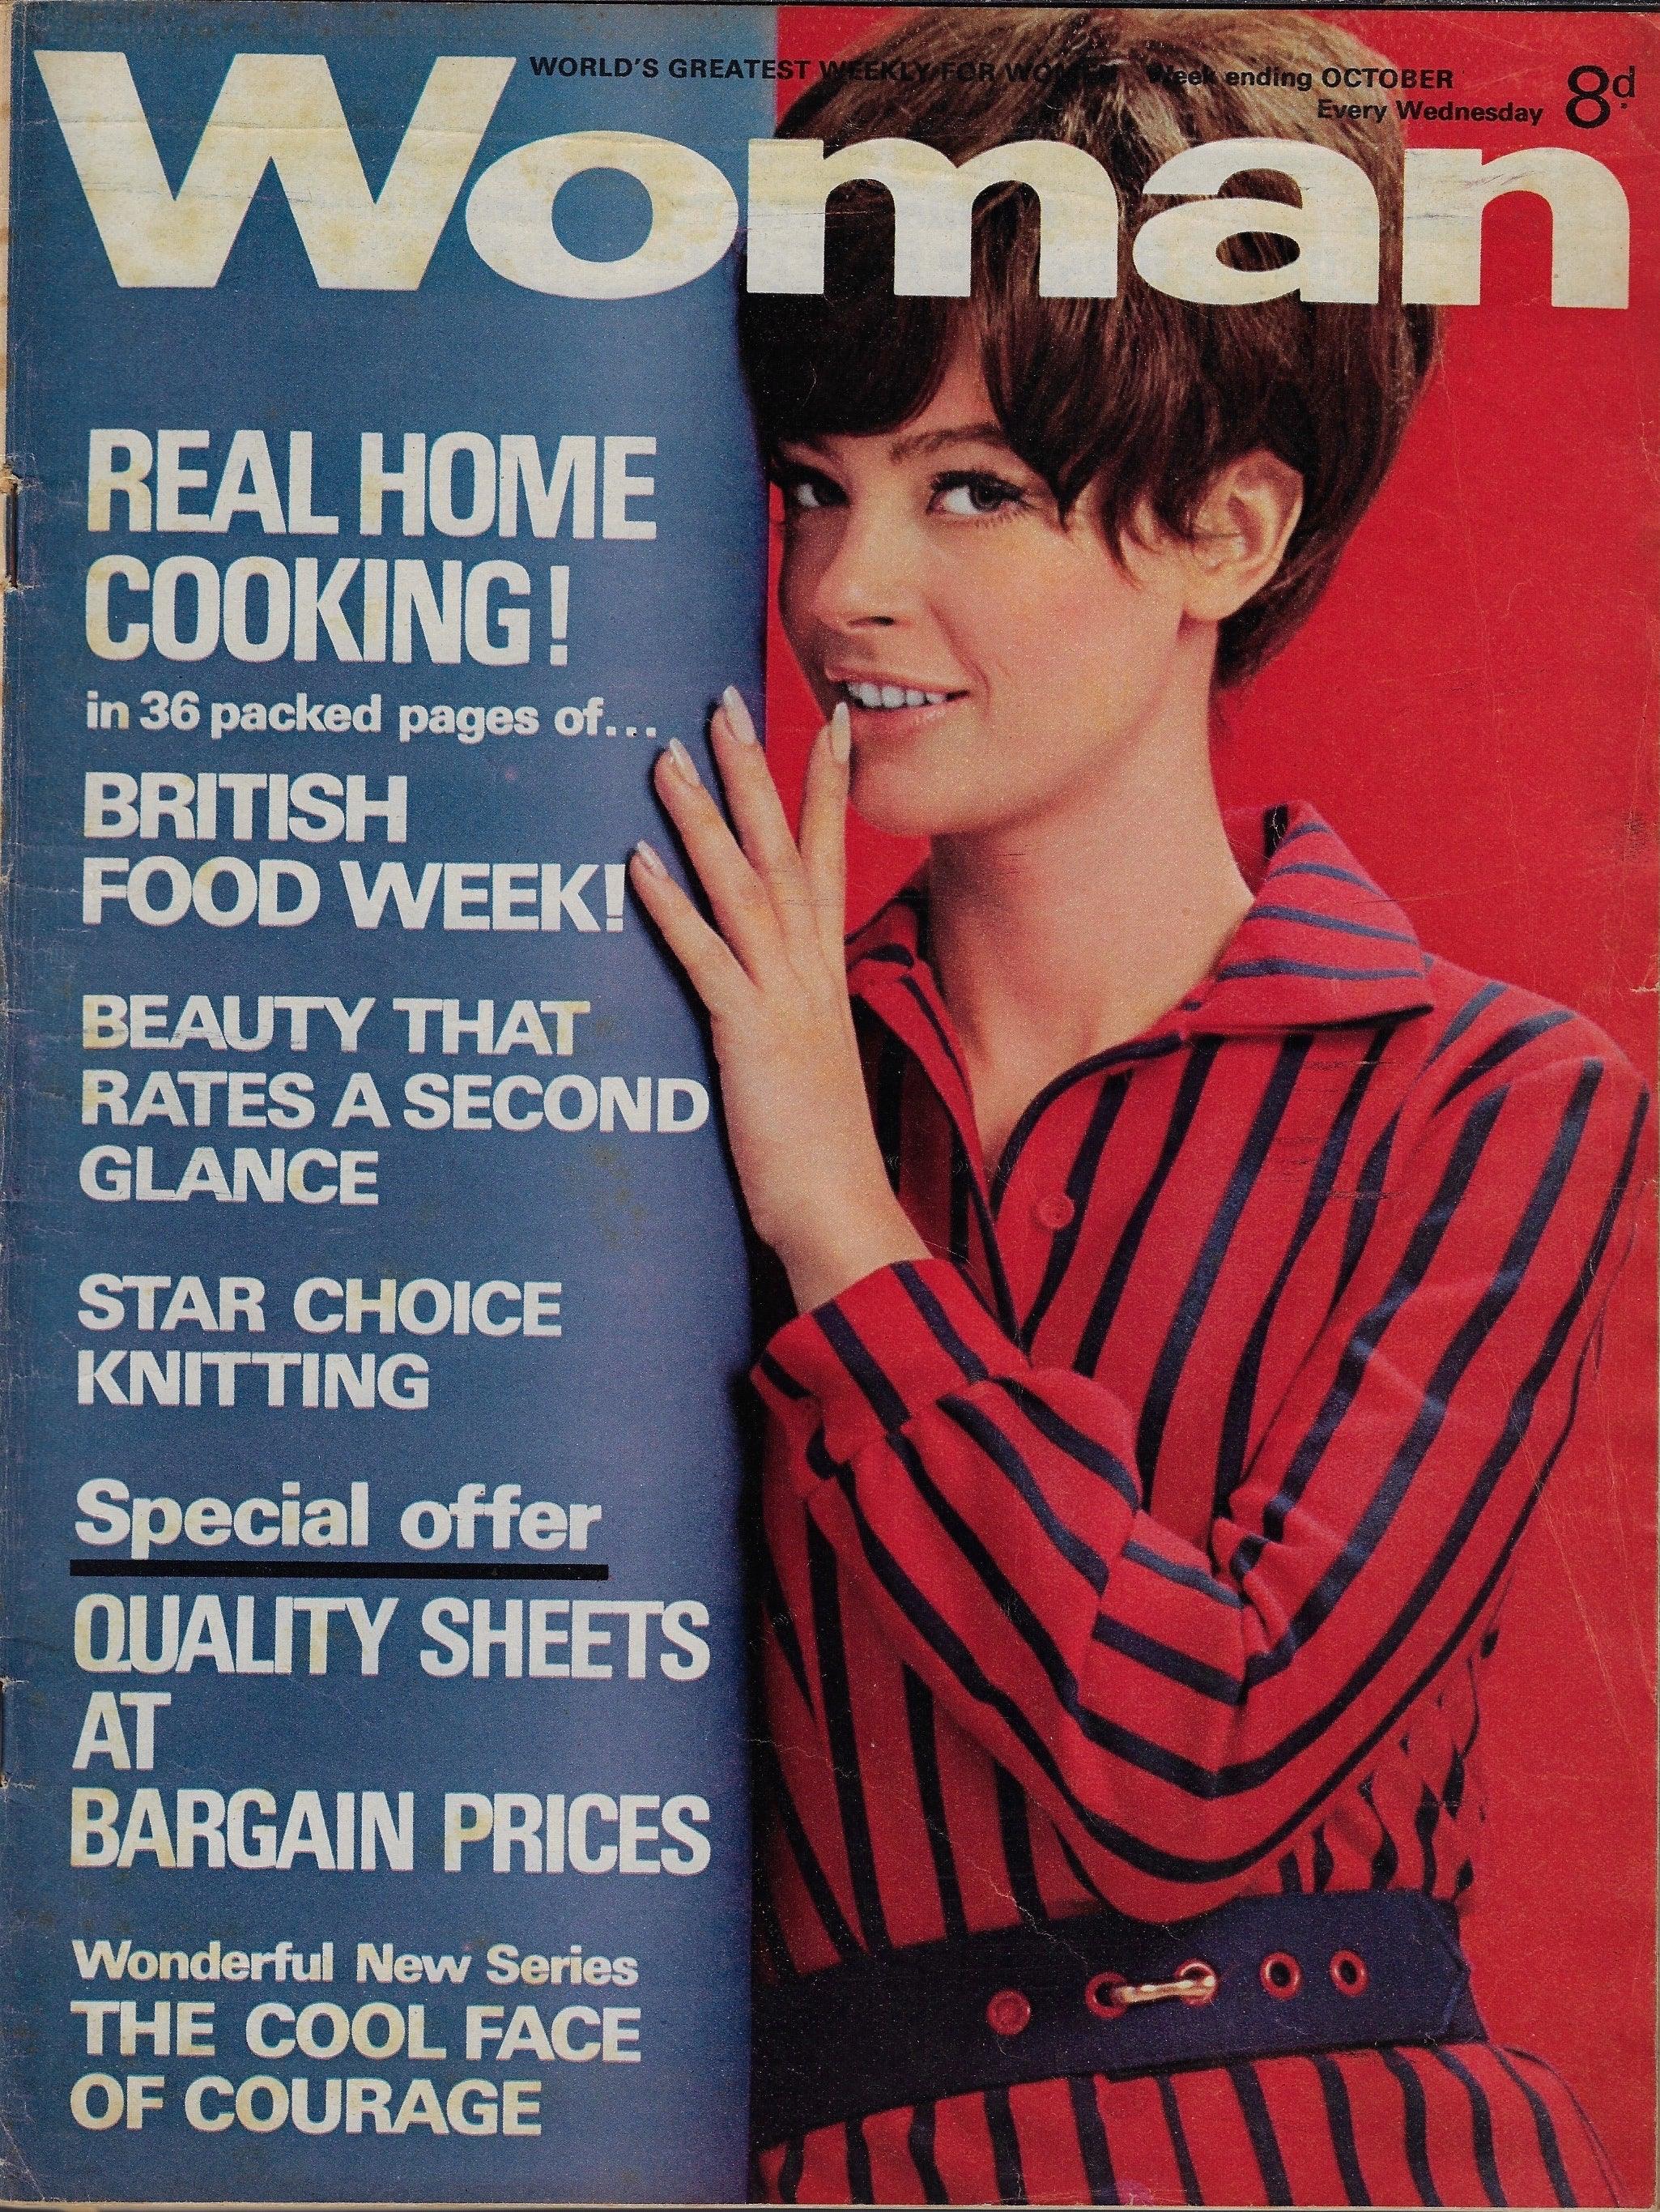 WORLD'S GREATEST WEEKLY FOR WOMEN Week ending OCTOBER
Every Wednesday
8d.
Woman
REAL HOME
COOKING!
in 36 packed pages of...
BRITISH
FOOD WEEK!
BEAUTY THAT
RATES A SECOND
GLANCE
STAR CHOICE
KNITTING
Special offer
QUALITY SHEETS
AT
BARGAIN PRICES
Wonderful New Series
THE COOL FACE
OF COURAGE